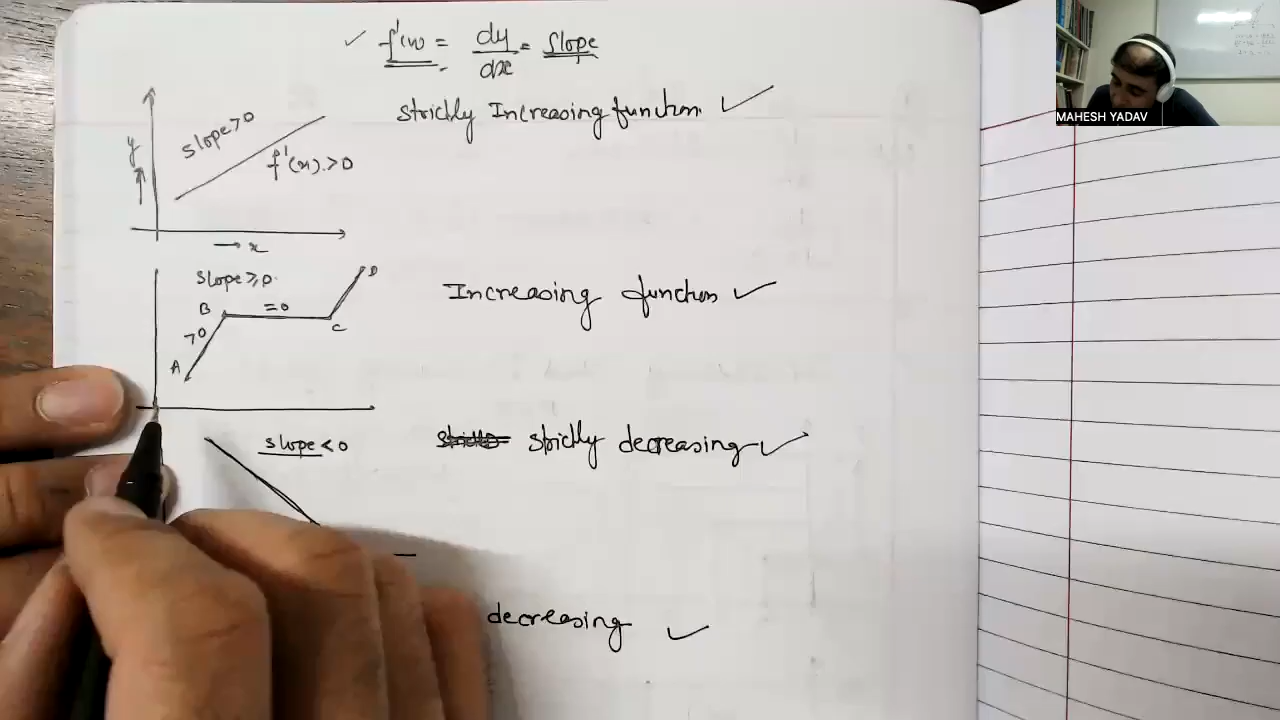 ✓ f'(x) = dy/dx = slope
strictly Increasing function ✓
slope>0
y
f'(x).>0
→ x
slope ≥ 0
Increasing function ✓
B
=0
D
C
>0
A
slope < 0
strictly decreasing ✓
decreasing ✓
MAHESH YADAV